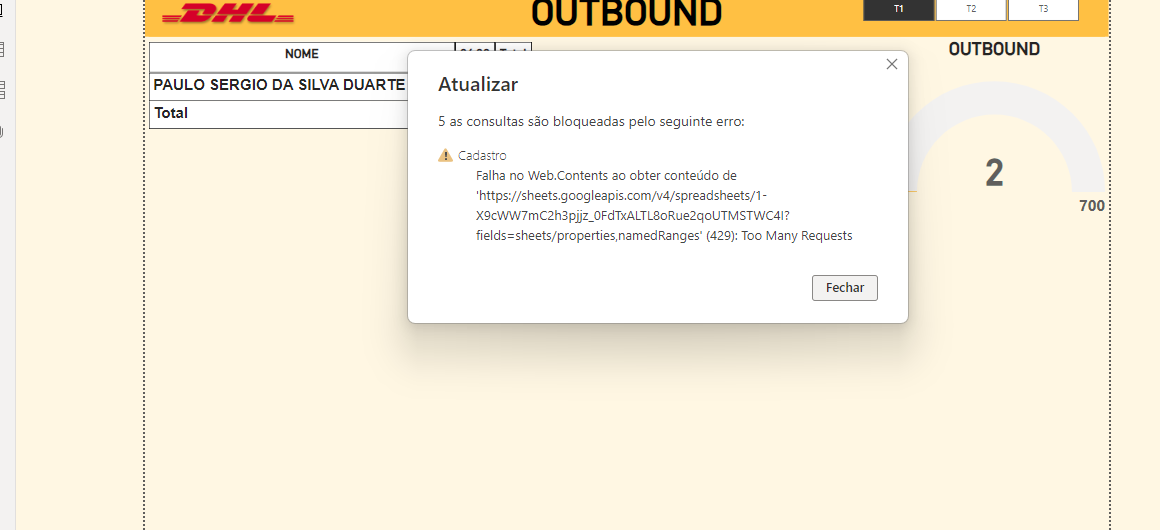 DHL
OUTBOUND
T1
T2
T3
NOME
PAULO SERGIO DA SILVA DUARTE
Total
OUTBOUND
2
700
Atualizar
5 as consultas são bloqueadas pelo seguinte erro:
Cadastro
Falha no Web.Contents ao obter conteúdo de
'https://sheets.googleapis.com/v4/spreadsheets/1-
X9cWW7mC2h3pjjz_0FdTxALTL8oRue2qoUTMSTWC4I?
fields=sheets/properties,namedRanges' (429): Too Many Requests
Fechar